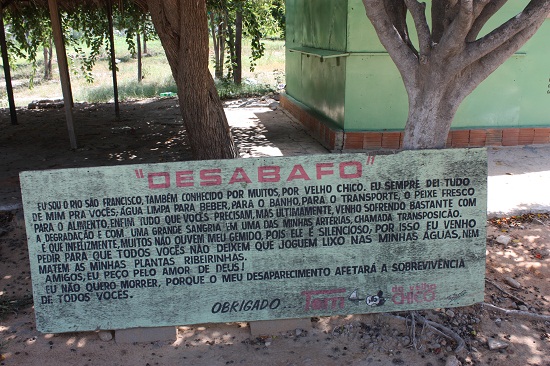 "DESABAFO"
EU SOU O RIO SÃO FRANCISCO, TAMBÉM CONHECIDO POR MUITOS, POR VELHO CHICO. EU SEMPRE DEI TUDO
DE MIM PRA VOCÊS: ÁGUA LIMPA PARA BEBER, PARA O BANHO, PARA O TRANSPORTE, O PEIXE FRESCO
PARA O ALIMENTO, ENFIM TUDO QUE VOCÊS PRECISAM, MAS ULTIMAMENTE, VENHO SOFRENDO BASTANTE COM
A DEGRADAÇÃO E COM UMA GRANDE SANGRIA EM UMA DAS MINHAS ARTÉRIAS, CHAMADA TRANSPOSIÇÃO.
E QUE INFELIZMENTE, MUITOS NÃO OUVEM MEU GEMIDO, POIS ELE É SILENCIOSO, POR ISSO EU VENHO
PEDIR PARA QUE TODOS VOCÊS NÃO DEIXEM QUE JOGUEM LIXO NAS MINHAS ÁGUAS, NEM
MATEM AS MINHAS PLANTAS RIBEIRINHAS.
AMIGOS, EU PEÇO PELO AMOR DE DEUS!
EU NÃO QUERO MORRER, PORQUE O MEU DESAPARECIMENTO AFETARÁ A SOBREVIVÊNCIA
DE TODOS VOCÊS.
OBRIGADO...
DO VELHO
CHICO